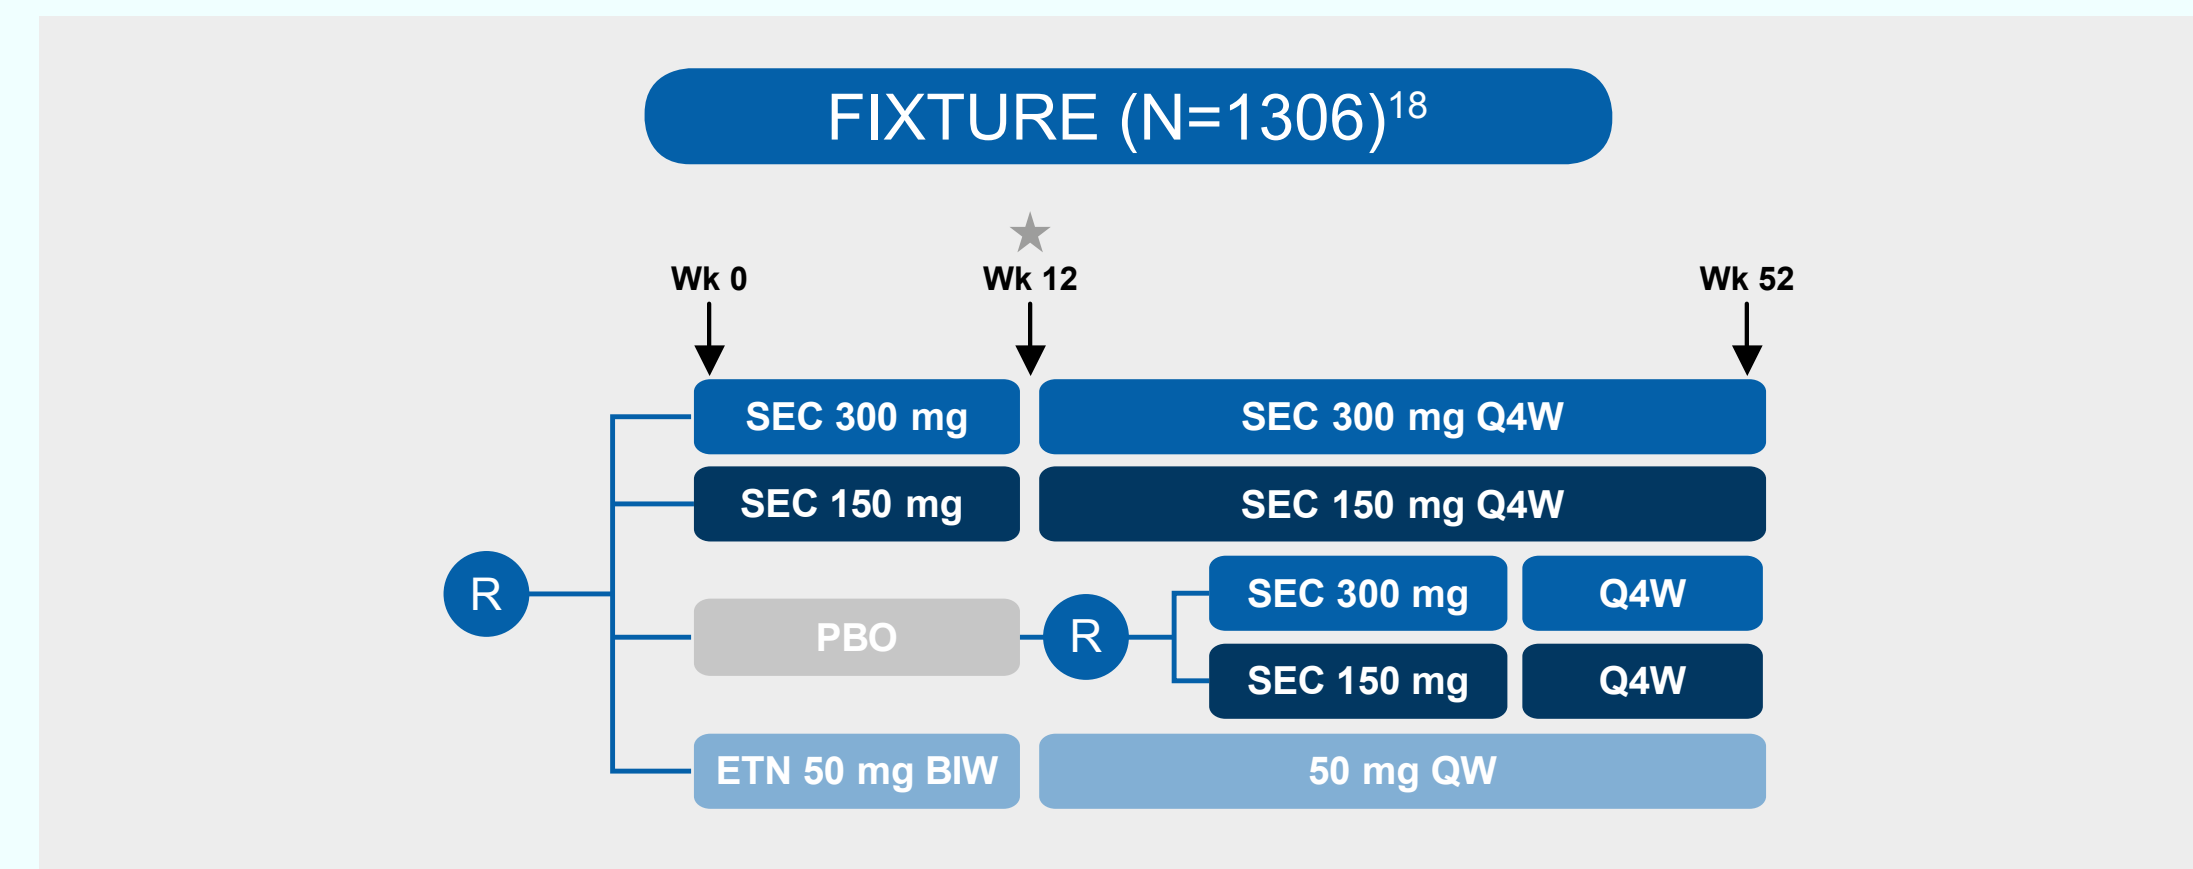 FIXTURE (N=1306)18
Wk 0 Wk 12 Wk 52
SEC 300 mg SEC 300 mg Q4W
SEC 150 mg SEC 150 mg Q4W
R
PBO
R
SEC 300 mg Q4W
SEC 150 mg Q4W
ETN 50 mg BIW 50 mg QW